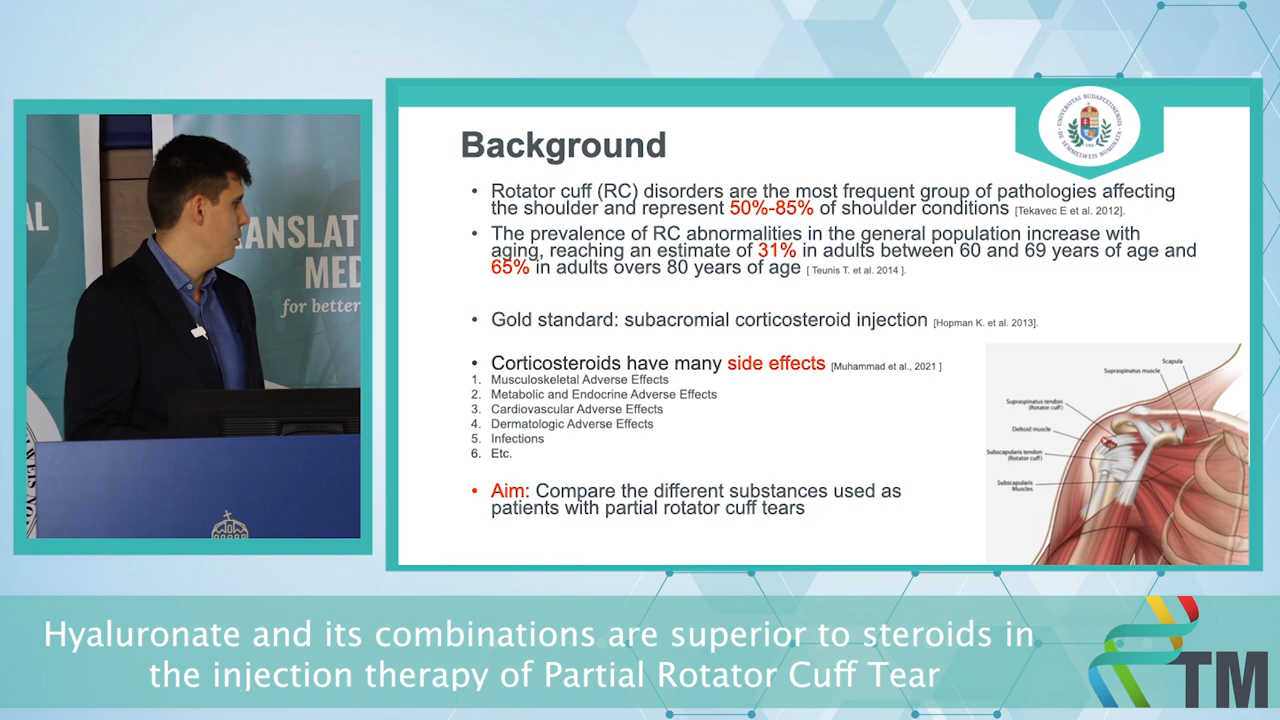 Background
• Rotator cuff (RC) disorders are the most frequent group of pathologies affecting
the shoulder and represent 50%-85% of shoulder conditions [Tekavec E et al. 2012].
• The prevalence of RC abnormalities in the general population increase with
aging, reaching an estimate of 31% in adults between 60 and 69 years of age and
65% in adults overs 80 years of age [ Teunis T. et al. 2014 ].
• Gold standard: subacromial corticosteroid injection [Hopman K. et al. 2013].
• Corticosteroids have many side effects [Muhammad et al., 2021 ]
1. Musculoskeletal Adverse Effects
2. Metabolic and Endocrine Adverse Effects
3. Cardiovascular Adverse Effects
4. Dermatologic Adverse Effects
5. Infections
6. Etc.
• Aim: Compare the different substances used as
patients with partial rotator cuff tears
Scapula
Supraspinatus muscle
Supraspinatus tendon
(Rotator cuff)
Deltoid muscle
Subscapularis tendon
(Rotator cuff)
Subscapularis
Muscles
UNIVERSITAS BUDAPESTINENSIS
DE SEMMELWEIS NOMINATA
AL
ANSLAT
MED
for better
Hyaluronate and its combinations are superior to steroids in
the injection therapy of Partial Rotator Cuff Tear
TM